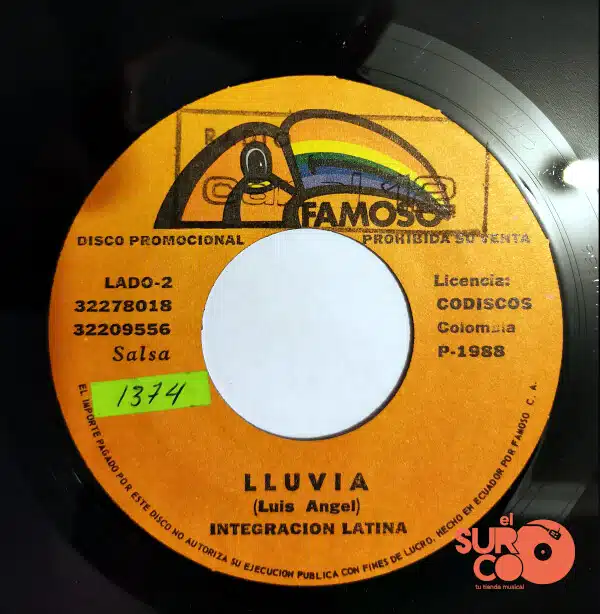 FAMOSO
DISCO PROMOCIONAL
PROHIBIDA SU VENTA
LADO-2
32278018
32209556
Salsa
Licencia:
CODISCOS
Colombia
P-1988
1374
LLUVIA
(Luis Angel)
INTEGRACION LATINA
EL IMPORTE PAGADO POR ESTE DISCO NO AUTORIZA SU EJECUCION PUBLICA CON FINES DE LUCRO. HECHO EN ECUADOR POR FAMOSO C. A.
el
SURCO
tu tienda musical